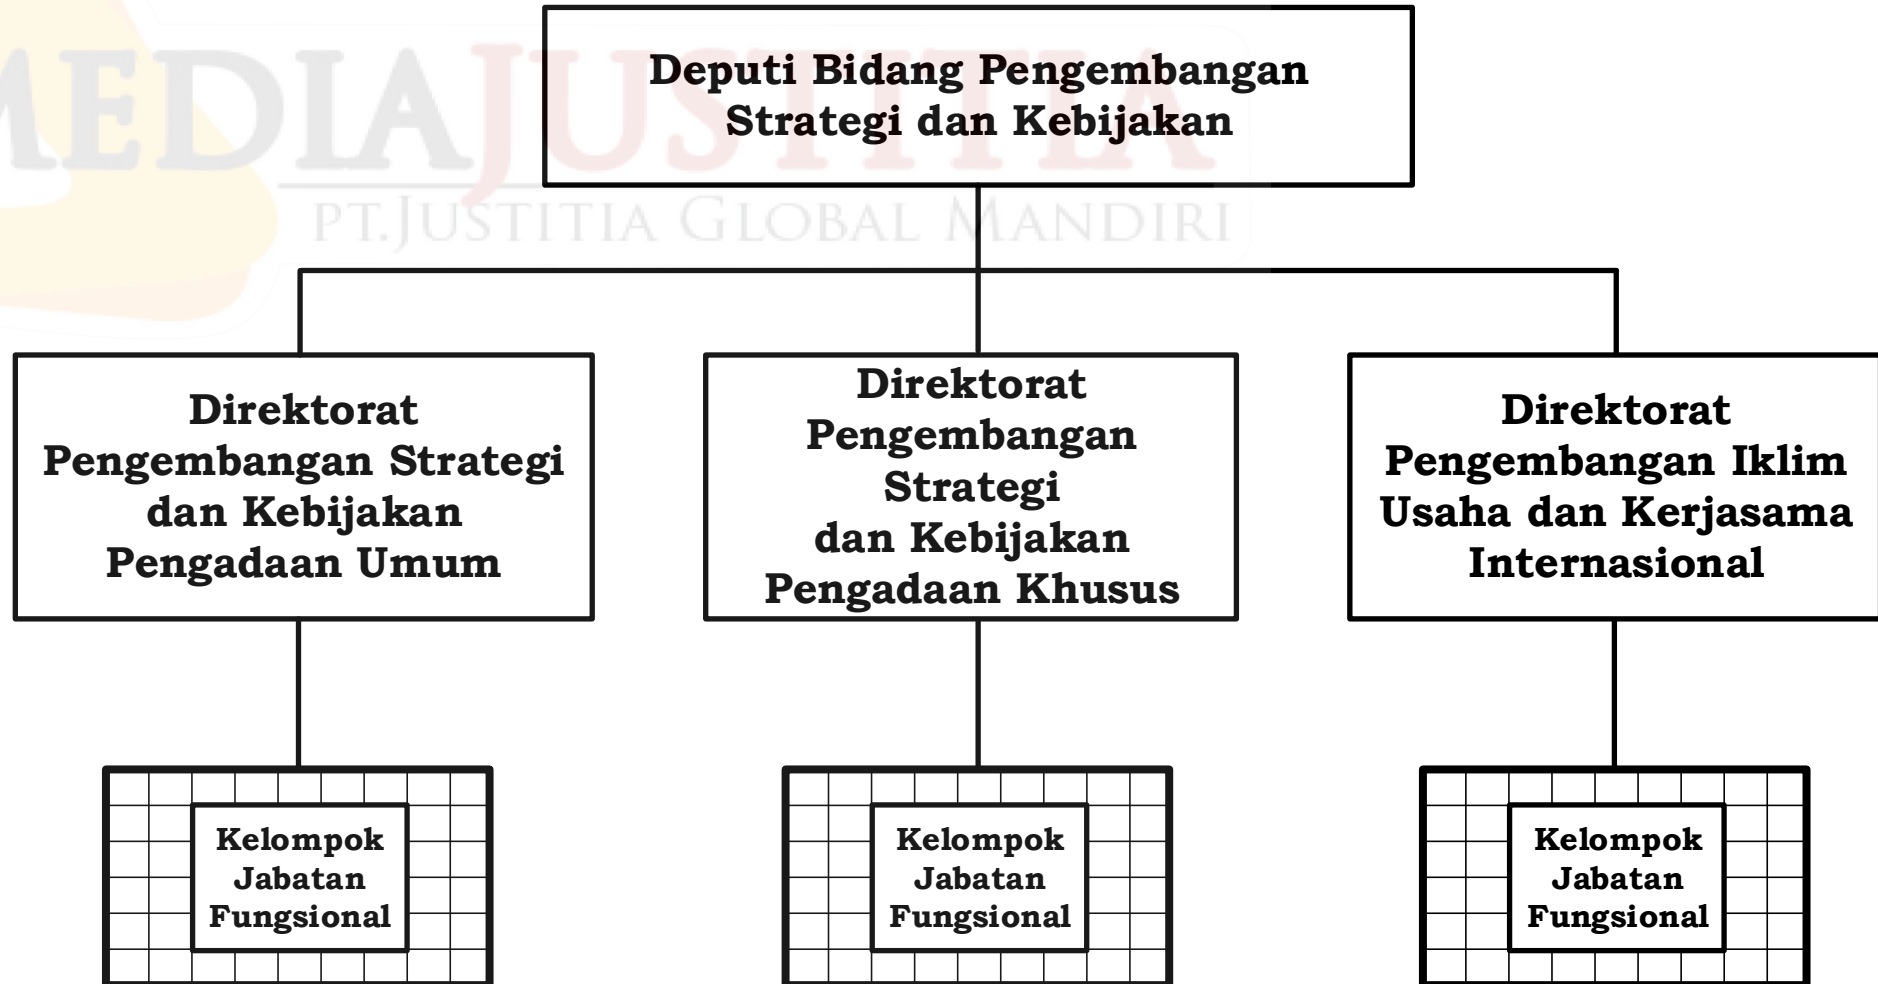 MEDIAJUSTITIA
PT.JUSTITIA GLOBAL MANDIRI
Deputi Bidang Pengembangan
Strategi dan Kebijakan
Direktorat
Pengembangan Strategi
dan Kebijakan
Pengadaan Umum
Direktorat
Pengembangan
Strategi
dan Kebijakan
Pengadaan Khusus
Direktorat
Pengembangan Iklim
Usaha dan Kerjasama
Internasional
Kelompok
Jabatan
Fungsional
Kelompok
Jabatan
Fungsional
Kelompok
Jabatan
Fungsional